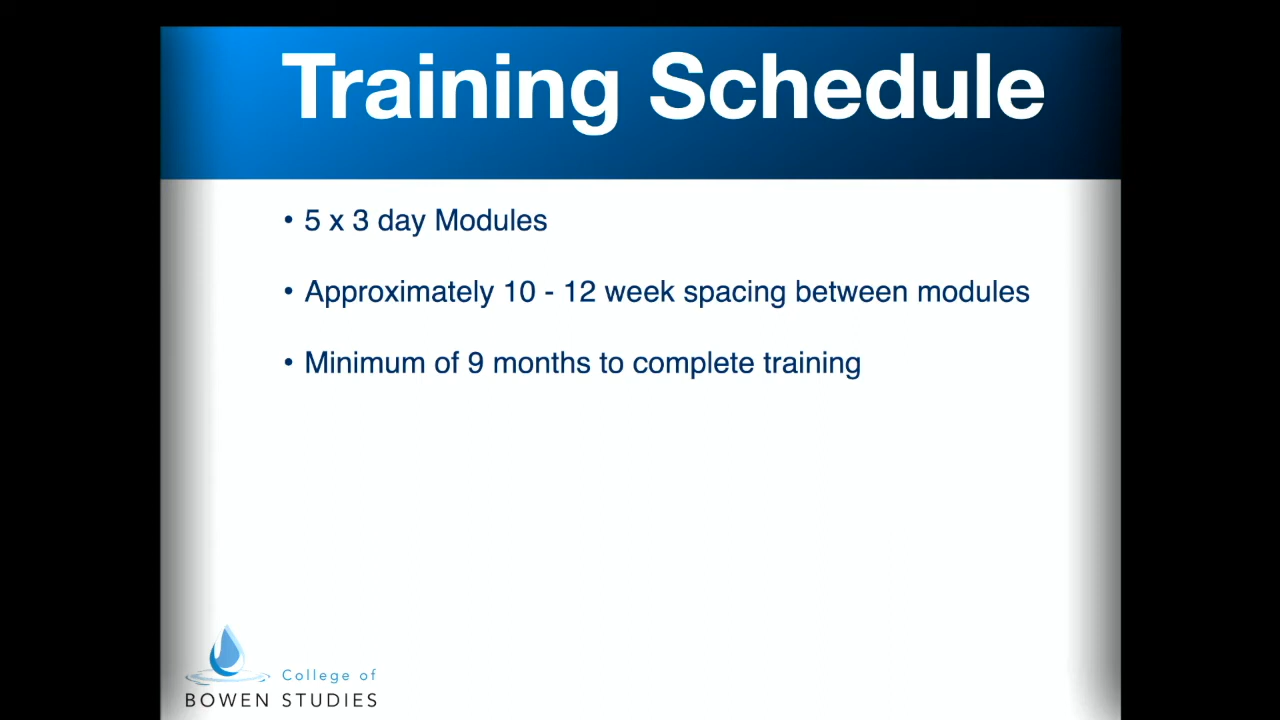 Training Schedule
• 5 x 3 day Modules
• Approximately 10 - 12 week spacing between modules
• Minimum of 9 months to complete training
College of
BOWEN STUDIES